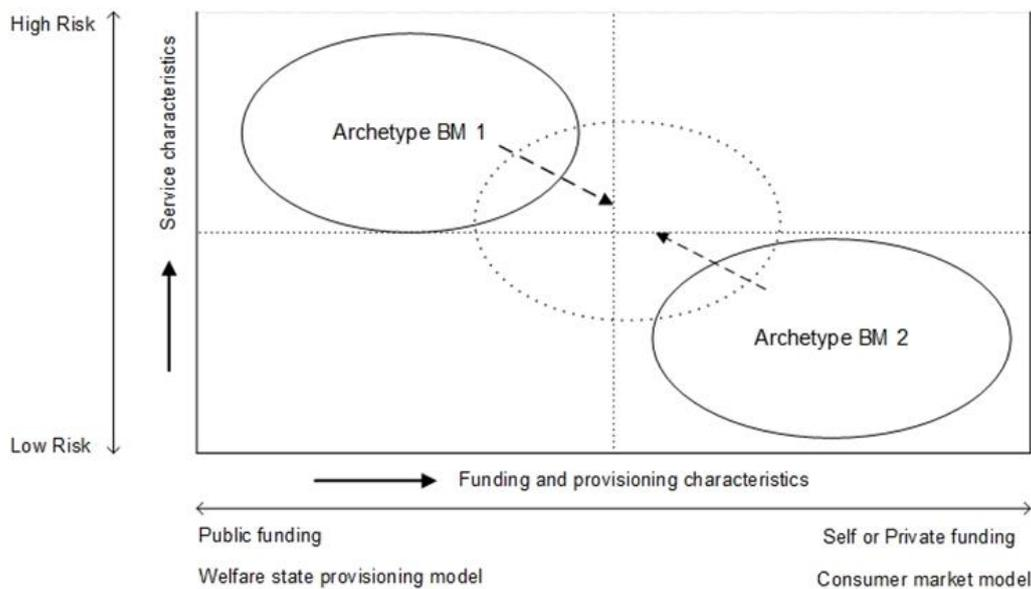 High Risk
Service characteristics
Archetype BM 1
Archetype BM 2
Low Risk
Funding and provisioning characteristics
Public funding
Self or Private funding
Welfare state provisioning model
Consumer market model